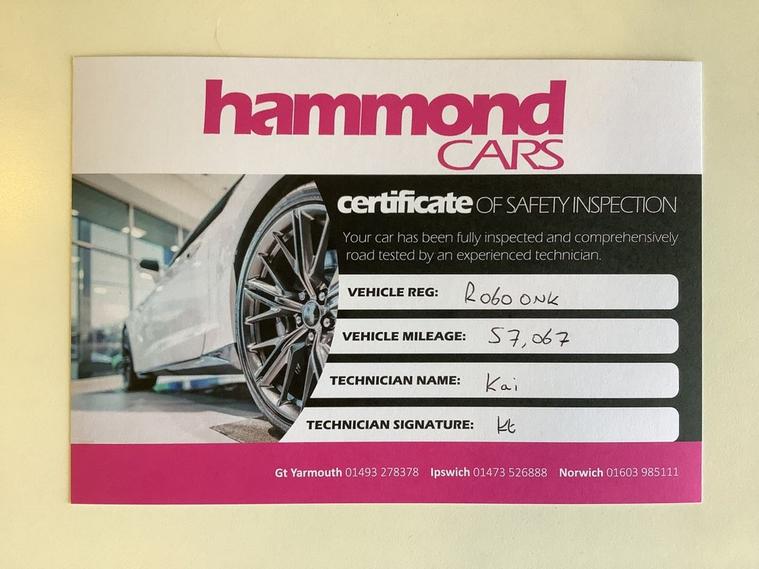 hammond
CARS
certificate OF SAFETY INSPECTION
Your car has been fully inspected and comprehensively
road tested by an experienced technician.
VEHICLE REG: RO60 ONK
VEHICLE MILEAGE: 57,067
TECHNICIAN NAME: Kai
TECHNICIAN SIGNATURE: Kt
Gt Yarmouth 01493 278378 Ipswich 01473 526888 Norwich 01603 985111